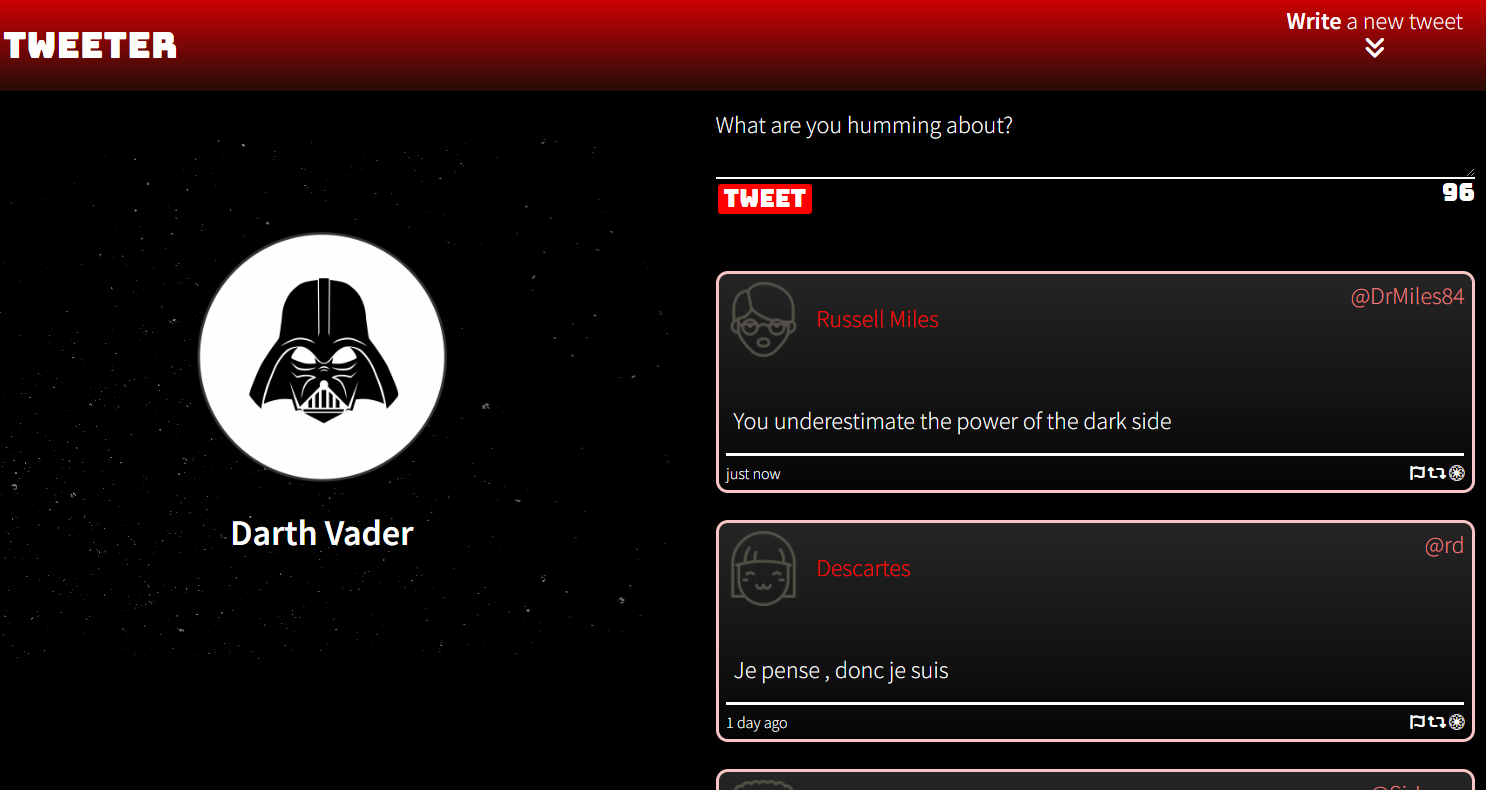 TWEETER
Write a new tweet
What are you humming about?
TWEET
96
Darth Vader
Russell Miles
@DrMiles84
You underestimate the power of the dark side
just now
Descartes
@rd
Je pense , donc je suis
1 day ago